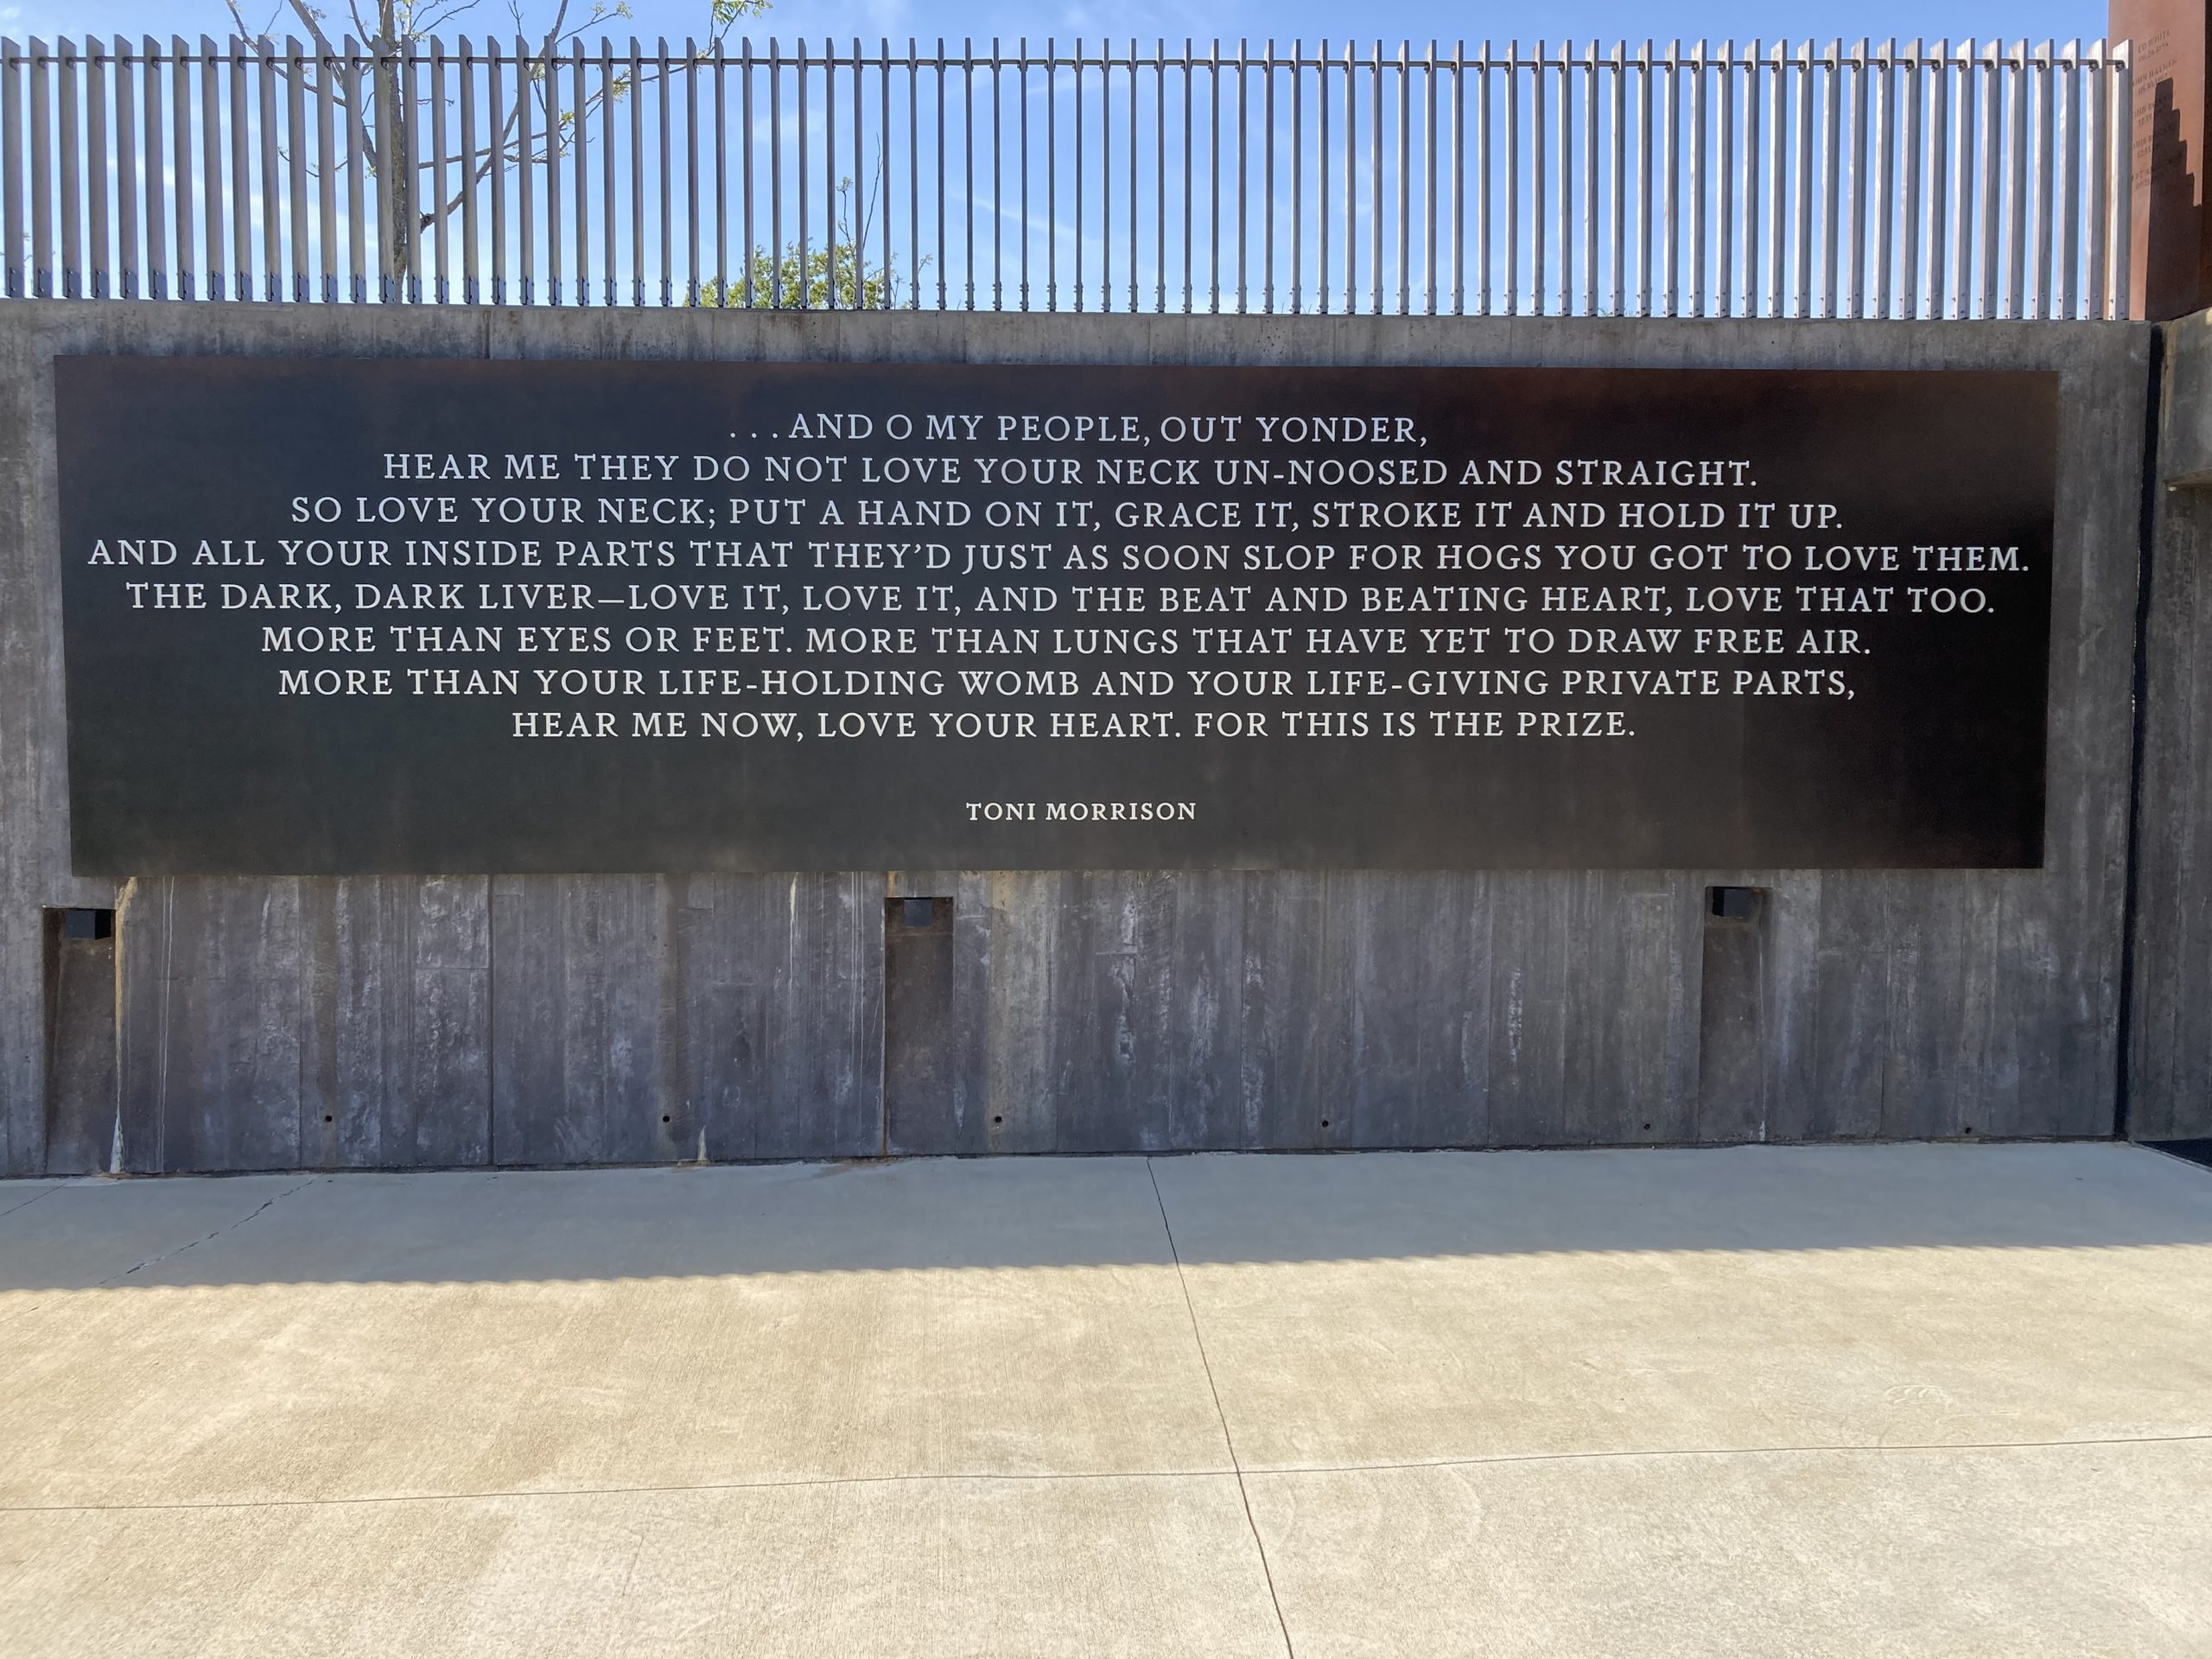 ...AND O MY PEOPLE, OUT YONDER,
HEAR ME THEY DO NOT LOVE YOUR NECK UN-NOOSED AND STRAIGHT.
SO LOVE YOUR NECK; PUT A HAND ON IT, GRACE IT, STROKE IT AND HOLD IT UP.
AND ALL YOUR INSIDE PARTS THAT THEY'D JUST AS SOON SLOP FOR HOGS YOU GOT TO LOVE THEM.
THE DARK, DARK LIVER—LOVE IT, LOVE IT, AND THE BEAT AND BEATING HEART, LOVE THAT TOO.
MORE THAN EYES OR FEET. MORE THAN LUNGS THAT HAVE YET TO DRAW FREE AIR.
MORE THAN YOUR LIFE-HOLDING WOMB AND YOUR LIFE-GIVING PRIVATE PARTS,
HEAR ME NOW, LOVE YOUR HEART. FOR THIS IS THE PRIZE.
TONI MORRISON